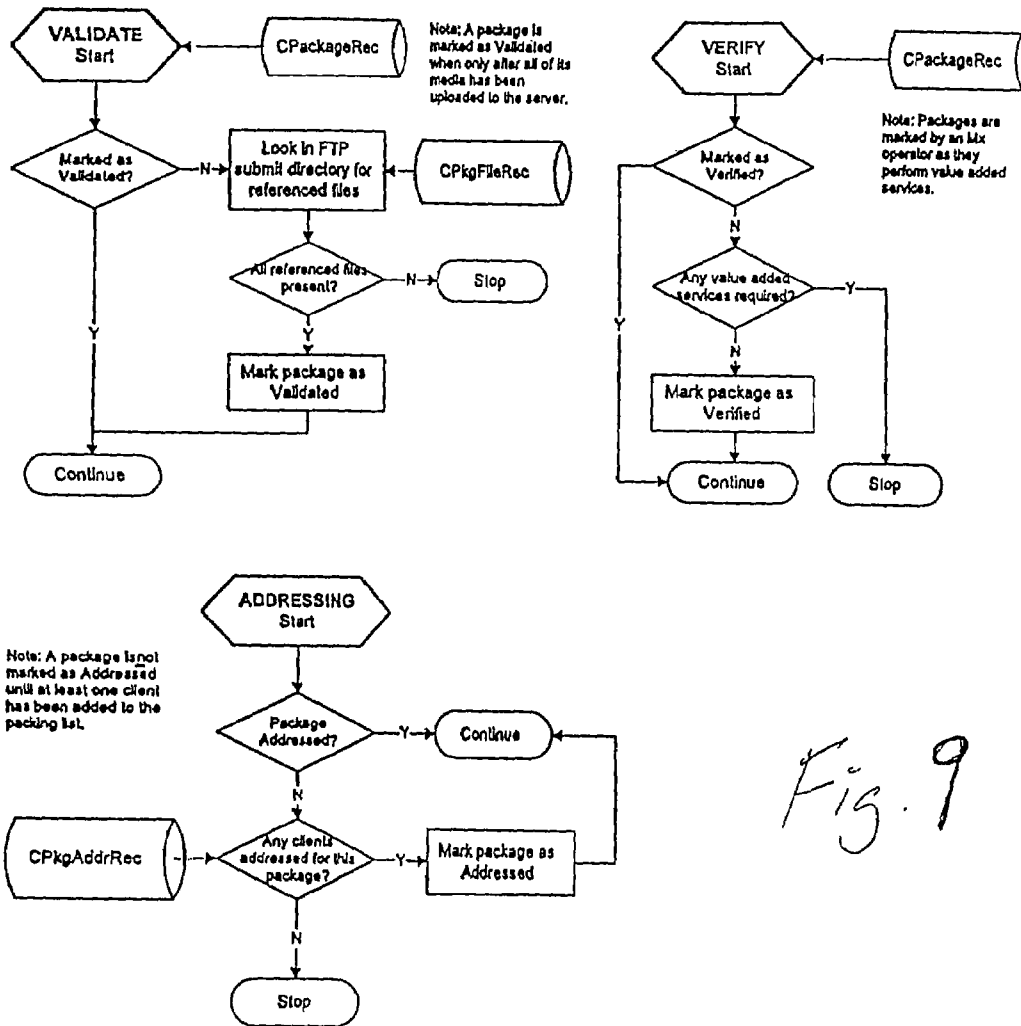 VALIDATE
Start
CPackageRec
Note: A package is
marked as Validated
when only after all of its
media has been
uploaded to the server.
Marked as
Validated?
N
Look in FTP
submit directory for
referenced files
CPkgFileRec
All referenced files
present?
N
Stop
Y
Y
Mark package as
Validated
Continue
VERIFY
Start
CPackageRec
Note: Packages are
marked by an Mx
operator as they
perform value added
services.
Marked as
Verified?
N
Any value added
services required?
Y
Y
N
Mark package as
Verified
Continue
Stop
ADDRESSING
Start
Note: A package is not
marked as Addressed
until at least one client
has been added to the
packing list.
Package
Addressed?
Y
Continue
N
CPkgAddrRec
Any clients
addressed for this
package?
Y
Mark package as
Addressed
N
Stop
Fig. 9